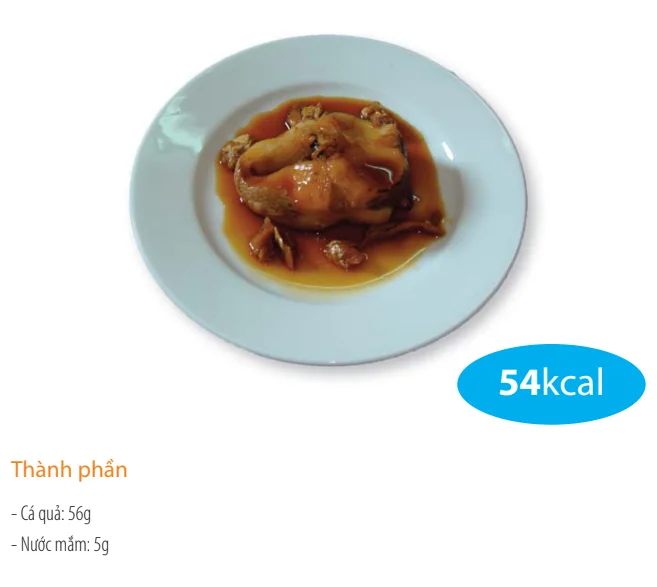 54kcal
Thành phần
- Cá quả: 56g
- Nước mắm: 5g